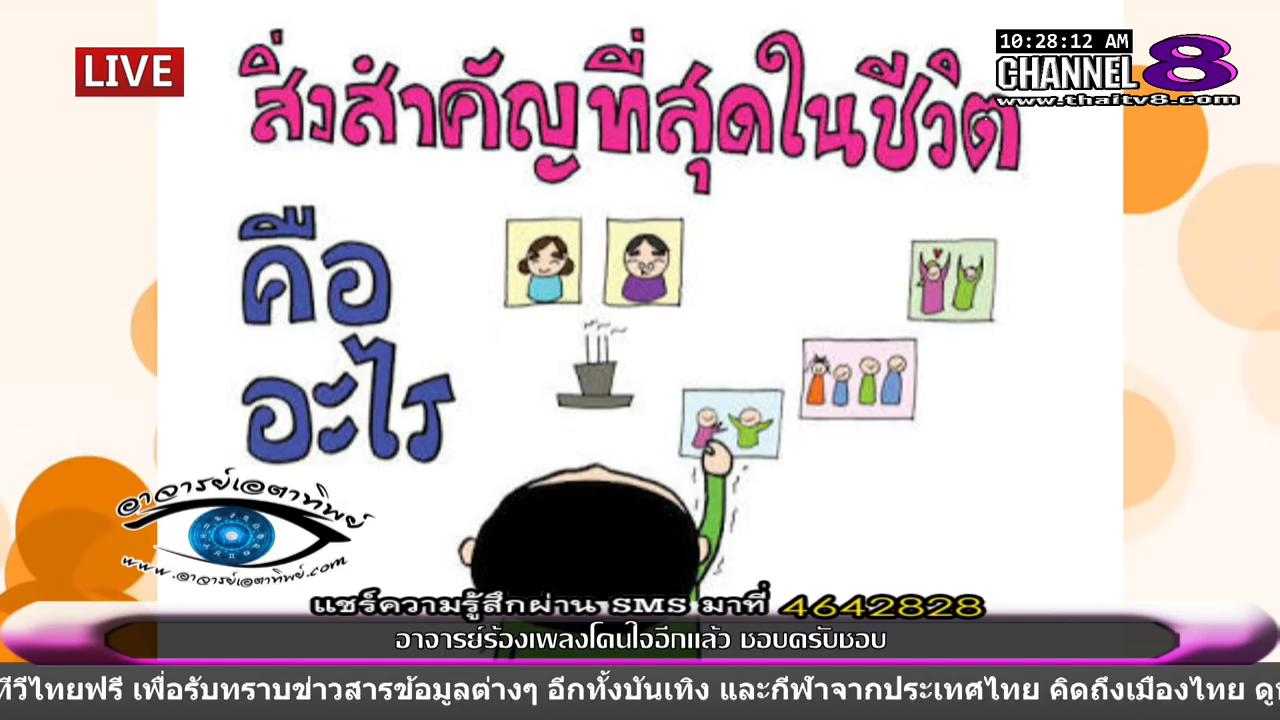 LIVE
10:28:12 AM
CHANNEL 8
www.thaitv8.com
สิ่งสำคัญที่สุดในชีวิต
คือ
อะไร
อาจารย์เอตาทิพย์
www.อาจารย์เอตาทิพย์.com
แชร์ความรู้สึกผ่าน SMS มาที่ 4642828
อาจารย์ร้องเพลงโดนใจอีกแล้ว ชอบครับชอบ
ทีวีไทยฟรี เพื่อรับทราบข่าวสารข้อมูลต่างๆ อีกทั้งบันเทิง และกีฬาจากประเทศไทย คิดถึงเมืองไทย